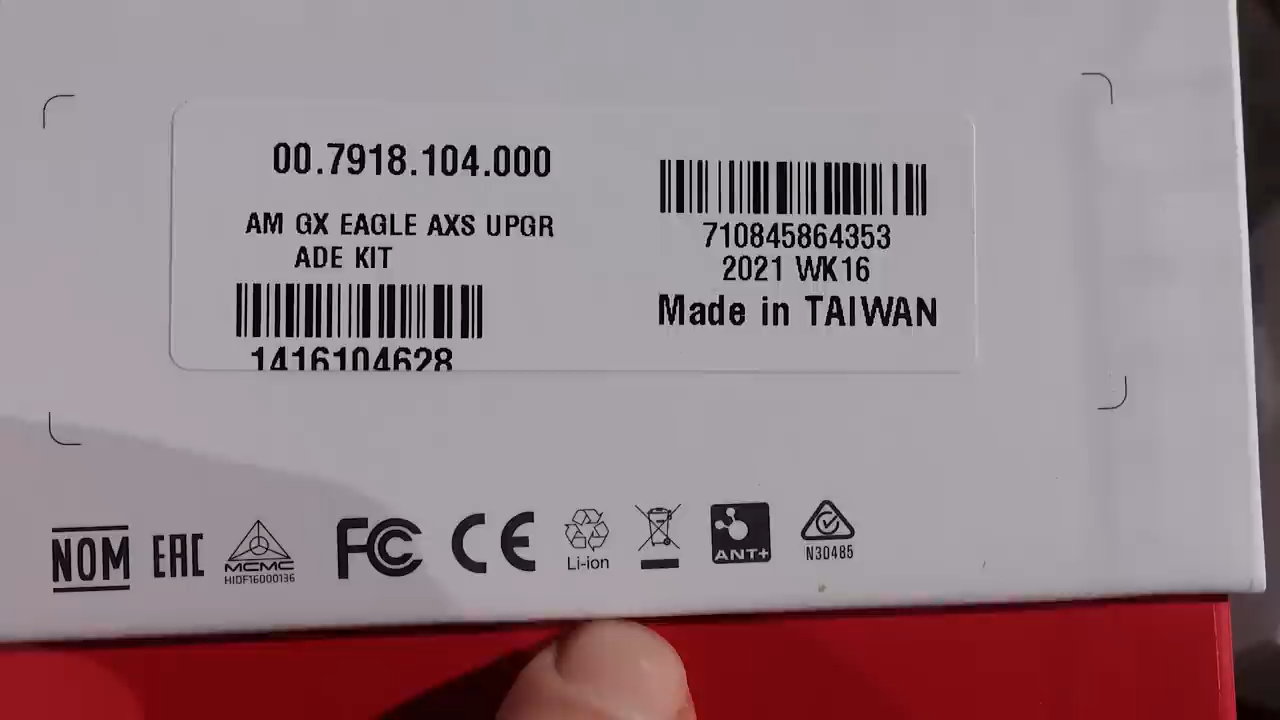 00.7918.104.000
AM GX EAGLE AXS UPGR
ADE KIT
1416104628
710845864353
2021 WK16
Made in TAIWAN
NOM
EAC
MCMC
HIDF16000136
FC
CE
Li-ion
ANT+
N30485